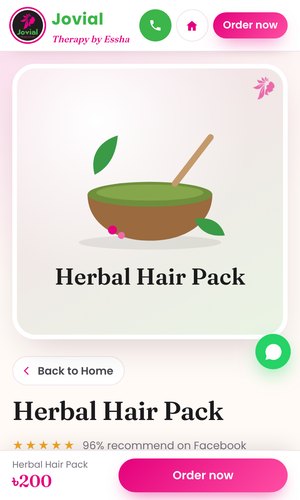 Jovial
Jovial
Therapy by Essha
Order now
Herbal Hair Pack
Back to Home
Herbal Hair Pack
★★★★★ 96% recommend on Facebook
Herbal Hair Pack
৳200
Order now